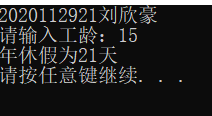 2020112921刘欣豪
请输入工龄：15
年休假为21天
请按任意键继续. . .